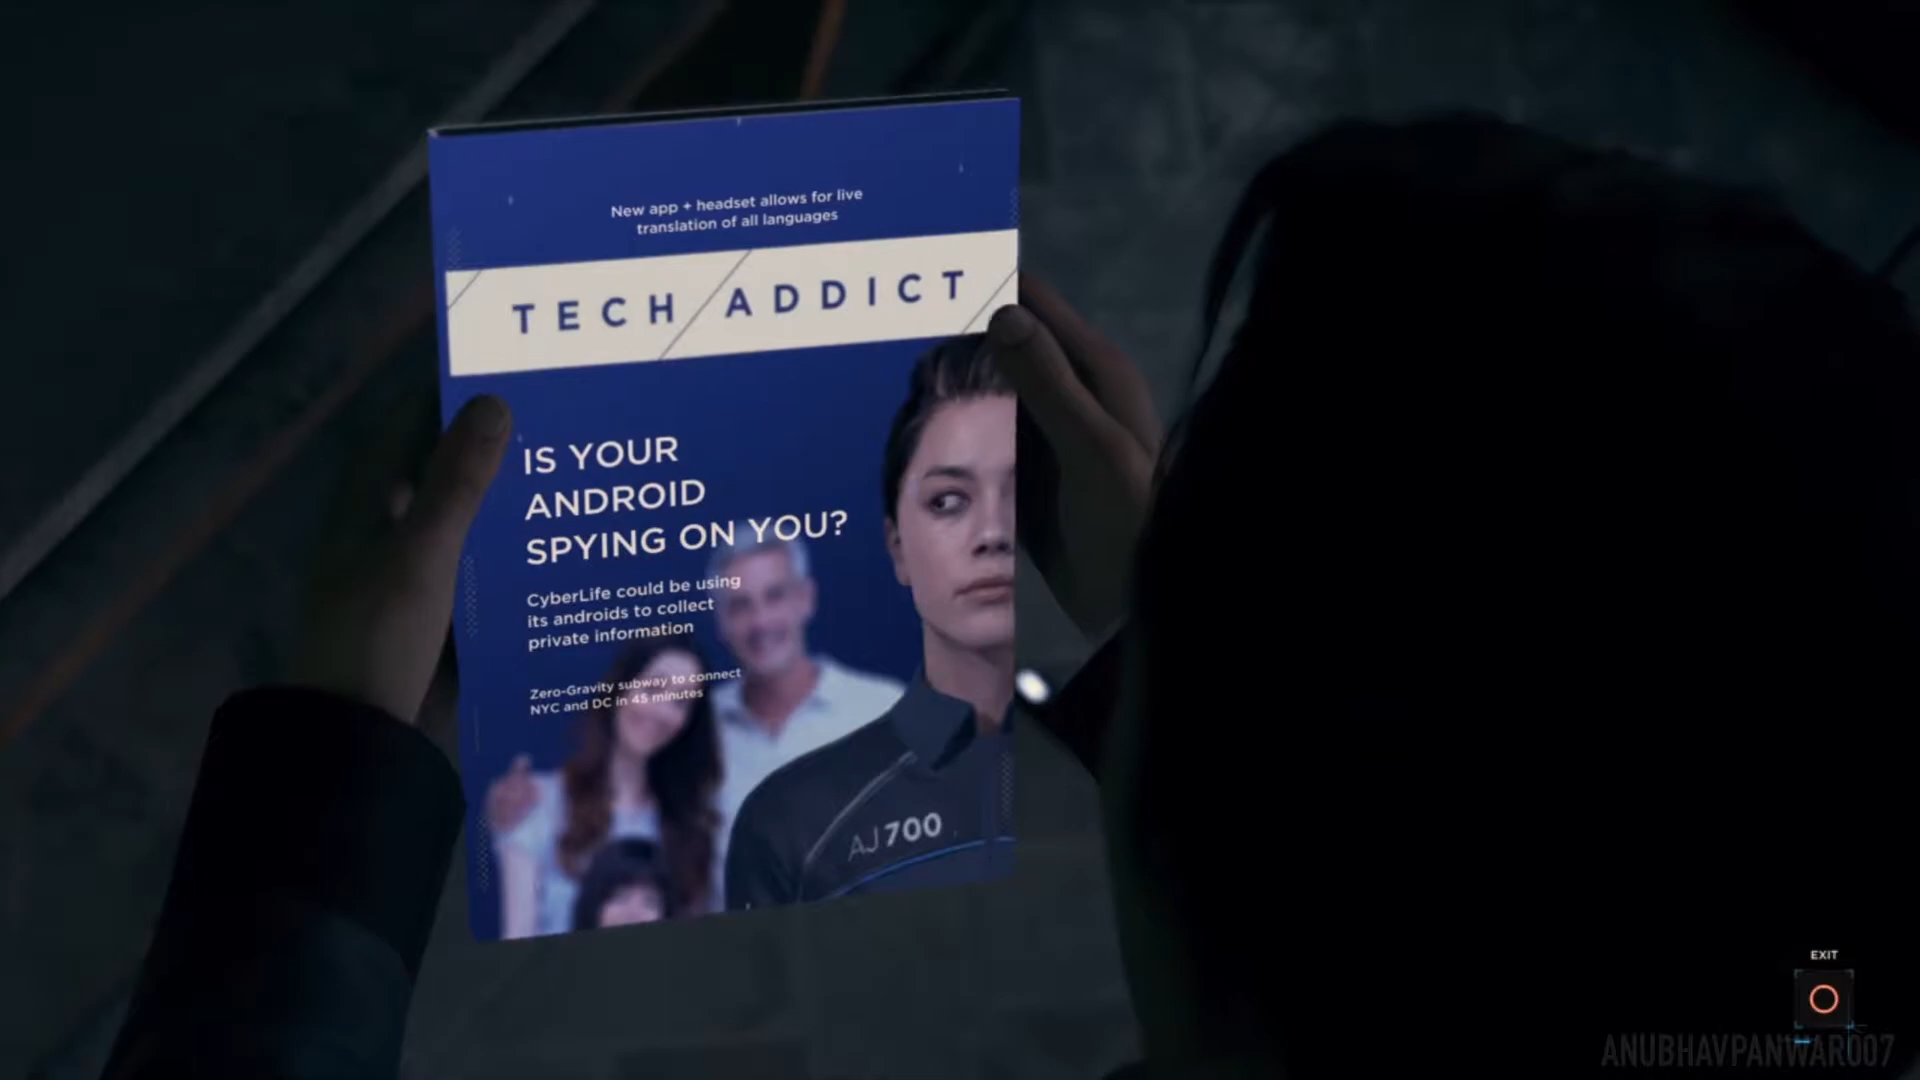 New app + headset allows for live
translation of all languages
TECH ADDICT
IS YOUR
ANDROID
SPYING ON YOU?
CyberLife could be using
its androids to collect
private information
Zero-Gravity subway to connect
NYC and DC in 45 minutes
AJ700
EXIT
ANUBHAVPANWAR007